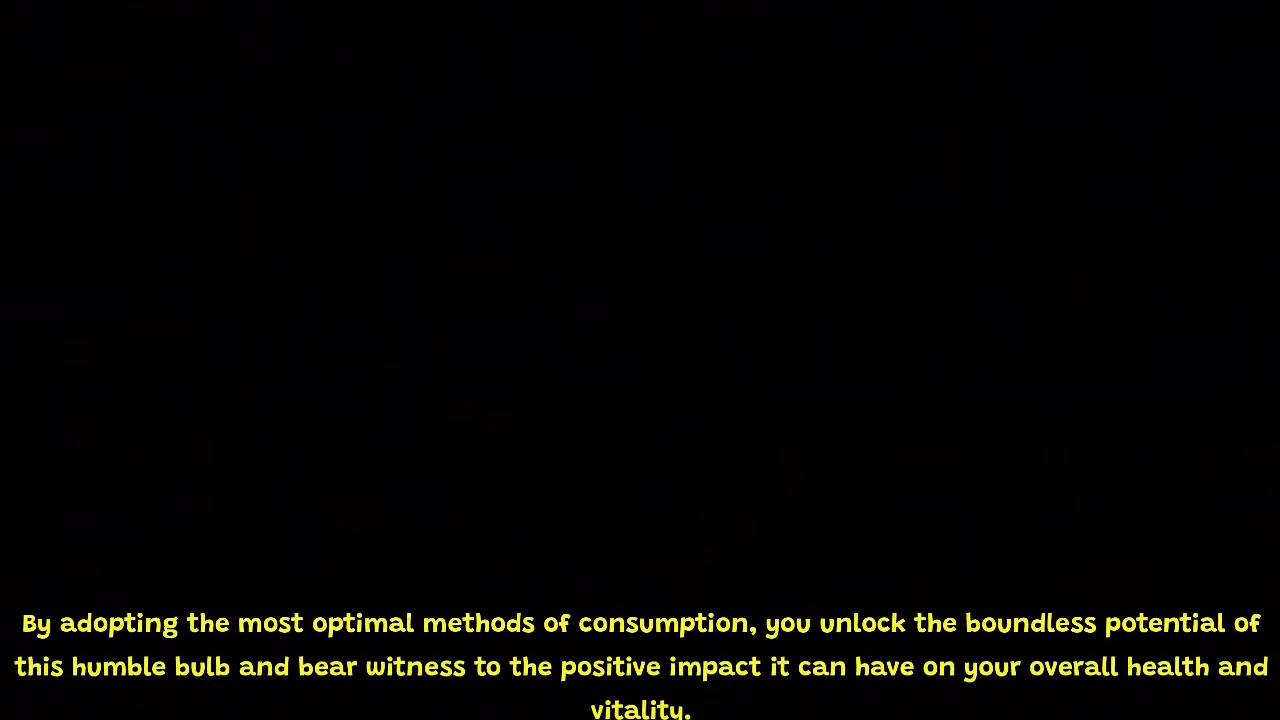 By adopting the most optimal methods of consumption, you unlock the boundless potential of
this humble bulb and bear witness to the positive impact it can have on your overall health and
vitality.